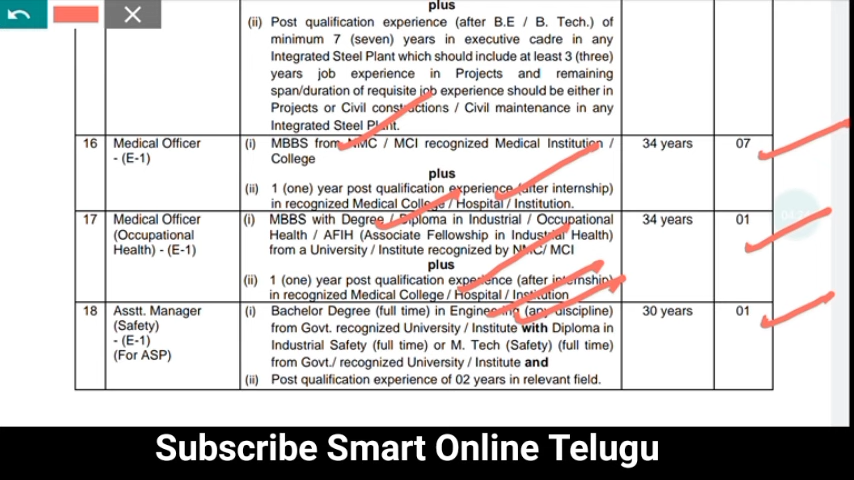 plus
(ii) Post qualification experience (after B.E / B. Tech.) of
minimum 7 (seven) years in executive cadre in any
Integrated Steel Plant which should include at least 3 (three)
years job experience in Projects and remaining
span/duration of requisite job experience should be either in
Projects or Civil constructions / Civil maintenance in any
Integrated Steel Plant.
16 Medical Officer (i) MBBS from NMC / MCI recognized Medical Institution / 34 years 07
- (E-1) College
plus
(ii) 1 (one) year post qualification experience (after internship)
in recognized Medical College / Hospital / Institution.
17 Medical Officer (i) MBBS with Degree / Diploma in Industrial / Occupational 34 years 01
(Occupational Health / AFIH (Associate Fellowship in Industrial Health)
Health) - (E-1) from a University / Institute recognized by NMC/ MCI
plus
(ii) 1 (one) year post qualification experience (after internship)
in recognized Medical College / Hospital / Institution
18 Asstt. Manager (i) Bachelor Degree (full time) in Engineering (any discipline) 30 years 01
(Safety) from Govt. recognized University / Institute with Diploma in
- (E-1) Industrial Safety (full time) or M. Tech (Safety) (full time)
(For ASP) from Govt./ recognized University / Institute and
(ii) Post qualification experience of 02 years in relevant field.
Subscribe Smart Online Telugu